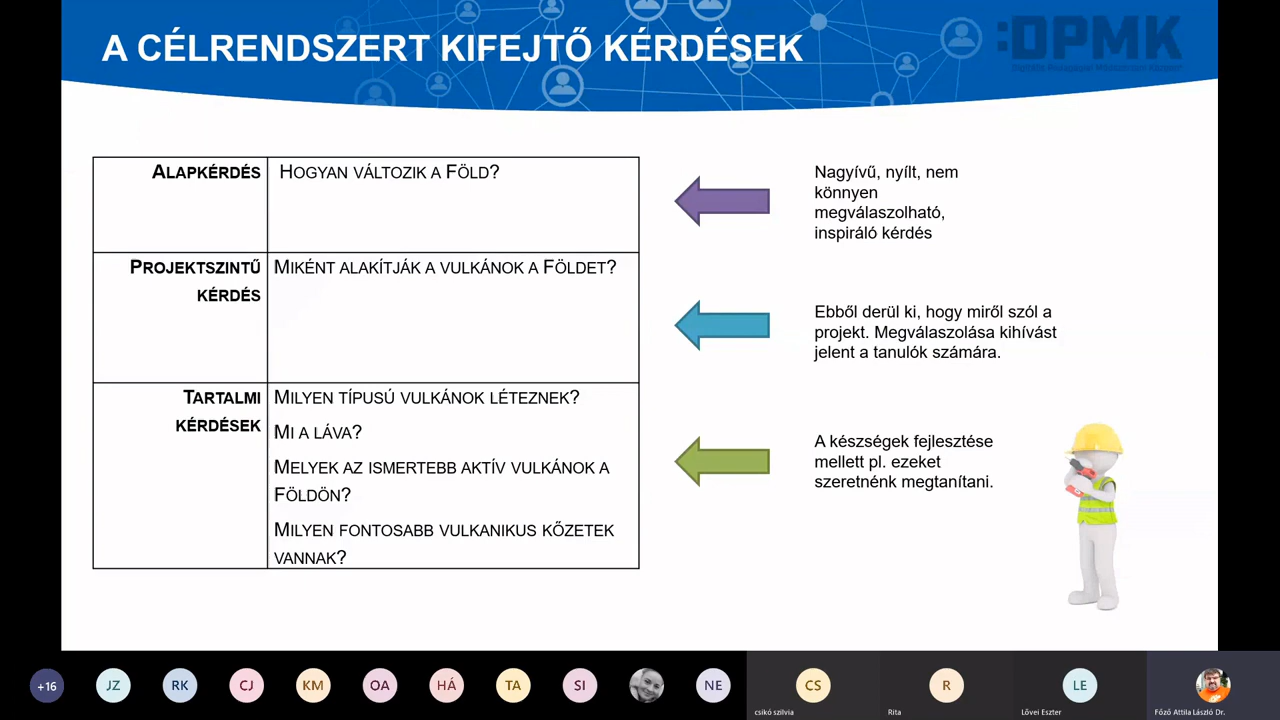 A CÉLRENDSZERT KIFEJTŐ KÉRDÉSEK
:DPMK
ALAPKÉRDÉS
HOGYAN VÁLTOZIK A FÖLD?
Nagyívű, nyílt, nem
könnyen
megválaszolható,
inspiráló kérdés
PROJEKTSZINTŰ
KÉRDÉS
MIKÉNT ALAKÍTJÁK A VULKÁNOK A FÖLDET?
Ebből derül ki, hogy miről szól a
projekt. Megválaszolása kihívást
jelent a tanulók számára.
TARTALMI
KÉRDÉSEK
MILYEN TÍPUSÚ VULKÁNOK LÉTEZNEK?
MI A LÁVA?
MELYEK AZ ISMERTEBB AKTÍV VULKÁNOK A
FÖLDÖN?
MILYEN FONTOSABB VULKANIKUS KŐZETEK
VANNAK?
A készségek fejlesztése
mellett pl. ezeket
szeretnénk megtanítani.
+16
JZ
RK
CJ
KM
OA
HÁ
TA
SI
NE
CS
csikó szilvia
R
Rita
LE
Lővei Eszter
Főző Attila László Dr.